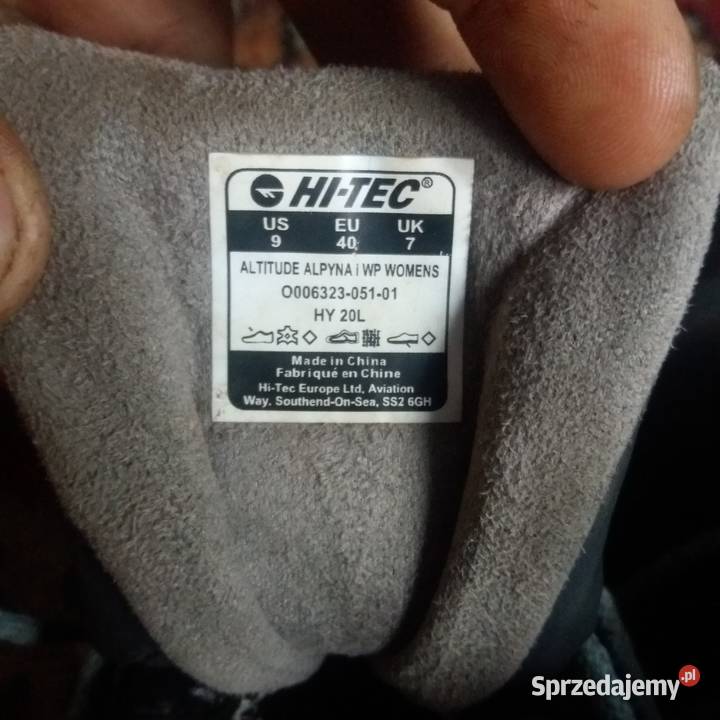 HI-TEC®
US EU UK
9 40 7
ALTITUDE ALPYNA i WP WOMENS
O006323-051-01
HY 20L
Made in China
Fabriqué en Chine
Hi-Tec Europe Ltd, Aviation
Way, Southend-On-Sea, SS2 6GH
Sprzedajemy.pl